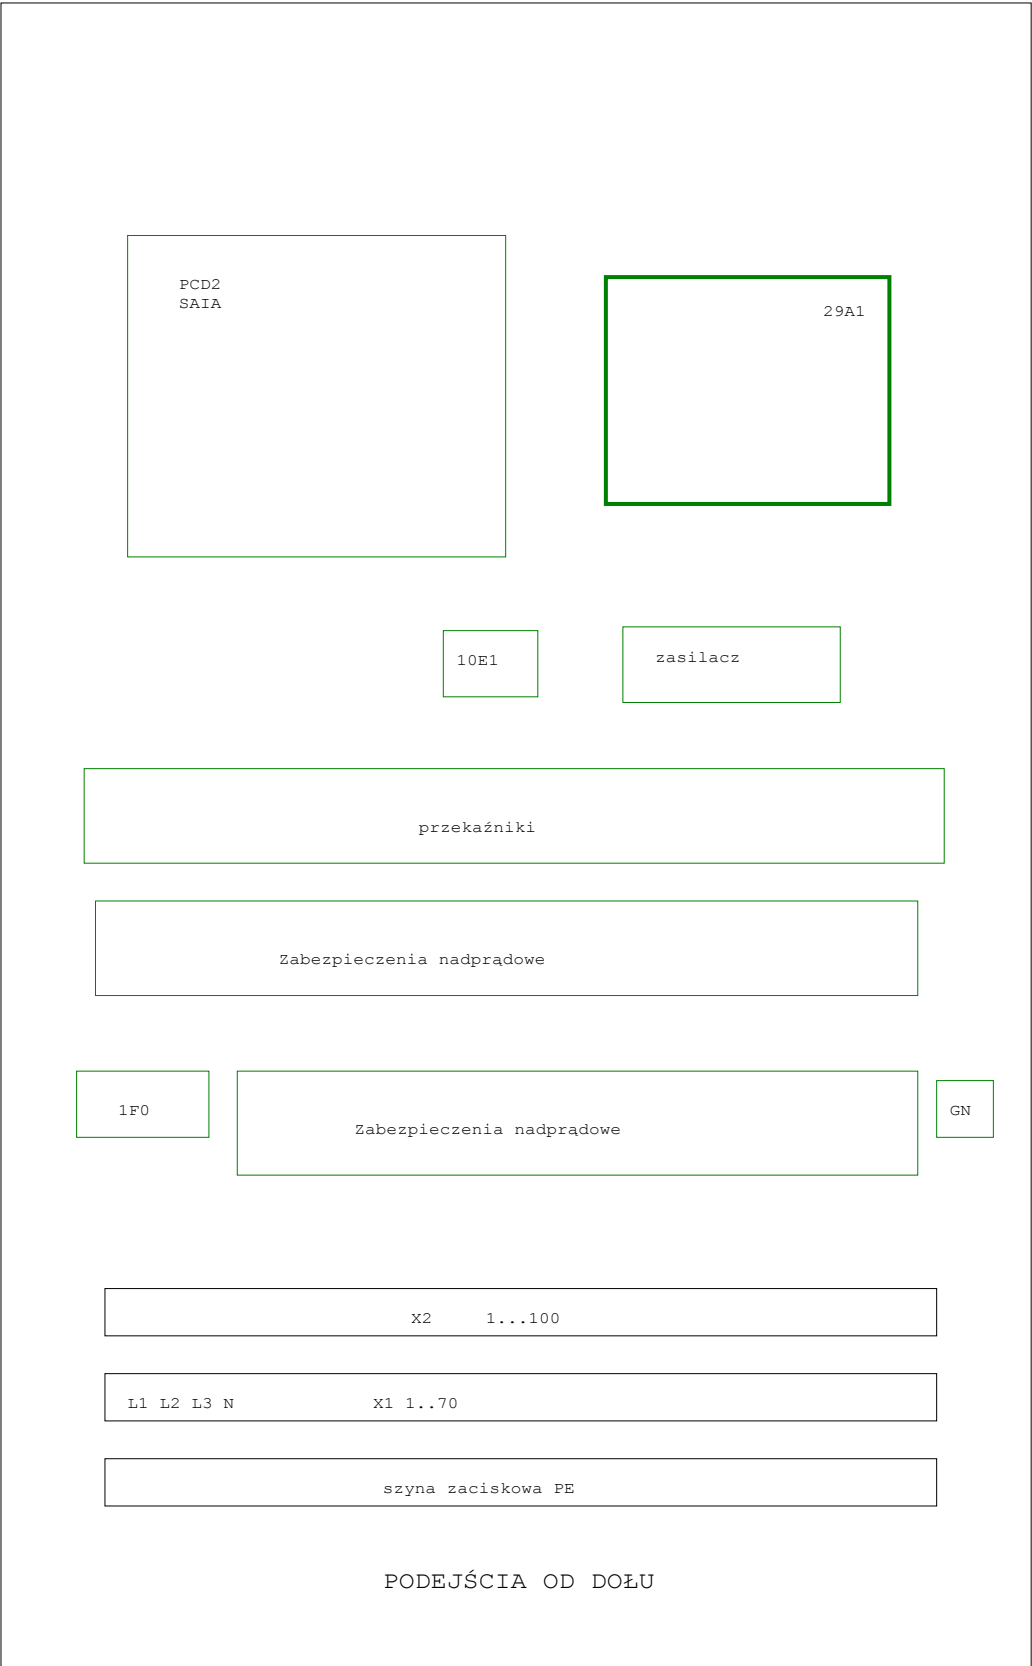 PCD2
SAIA
29A1
10E1
zasilacz
przekaźniki
Zabezpieczenia nadprądowe
1F0
Zabezpieczenia nadprądowe
GN
X2 1...100
L1 L2 L3 N X1 1..70
szyna zaciskowa PE
PODEJŚCIA OD DOŁU